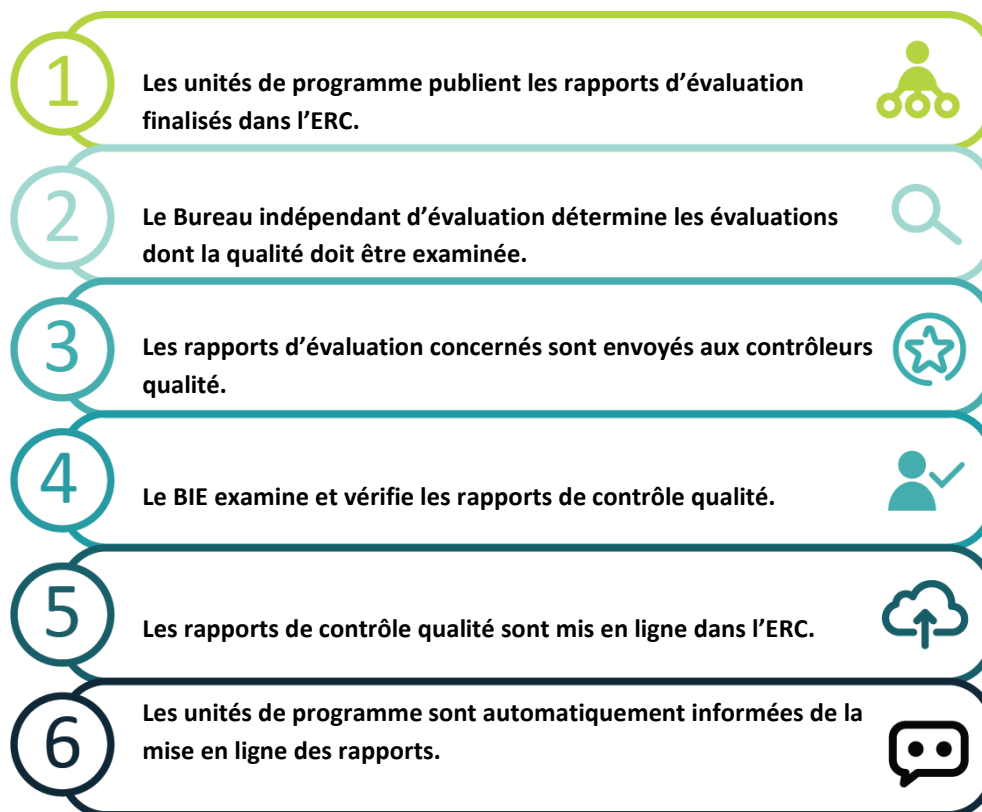 1
Les unités de programme publient les rapports d’évaluation
finalisés dans l’ERC.
2
Le Bureau indépendant d’évaluation détermine les évaluations
dont la qualité doit être examinée.
3
Les rapports d’évaluation concernés sont envoyés aux contrôleurs
qualité.
4
Le BIE examine et vérifie les rapports de contrôle qualité.
5
Les rapports de contrôle qualité sont mis en ligne dans l’ERC.
6
Les unités de programme sont automatiquement informées de la
mise en ligne des rapports.